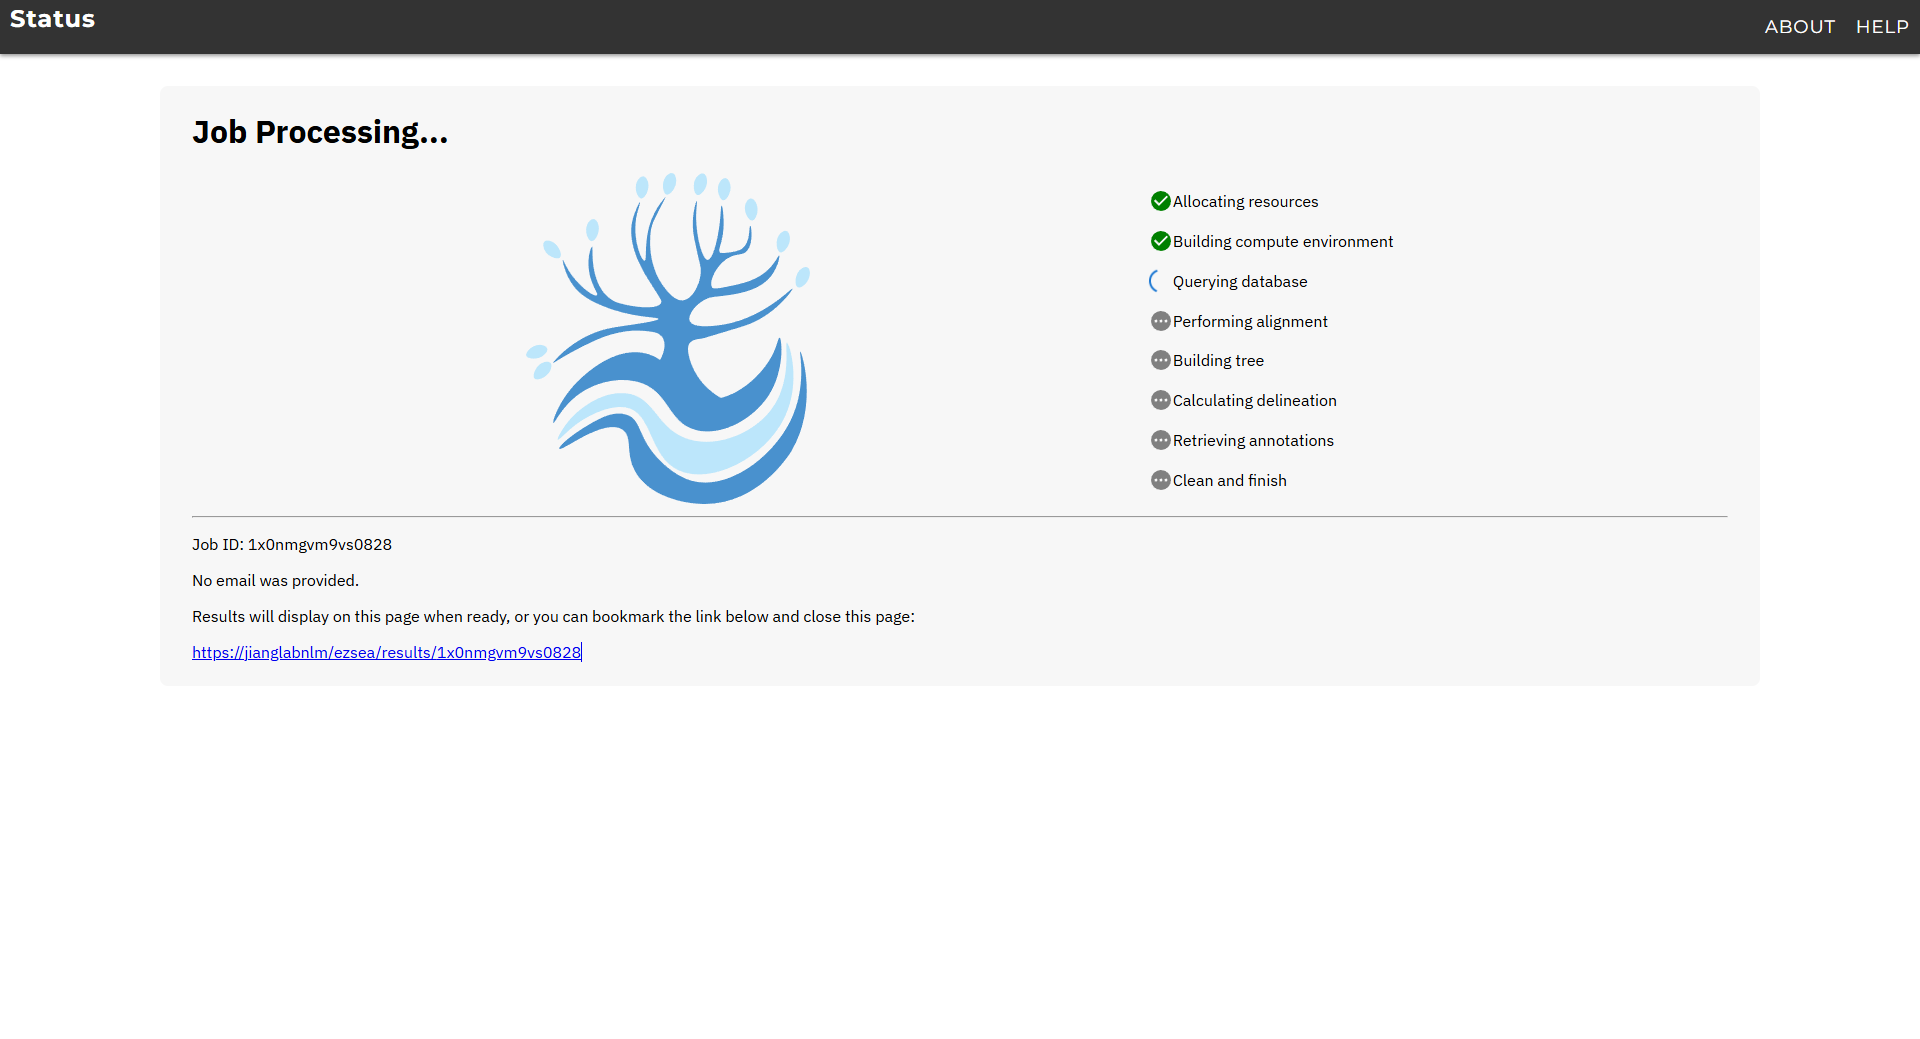 Status
ABOUT HELP
Job Processing...
Allocating resources
Building compute environment
Querying database
Performing alignment
Building tree
Calculating delineation
Retrieving annotations
Clean and finish
Job ID: 1x0nmgvm9vs0828
No email was provided.
Results will display on this page when ready, or you can bookmark the link below and close this page:
https://jianglabnlm/ezsea/results/1x0nmgvm9vs0828